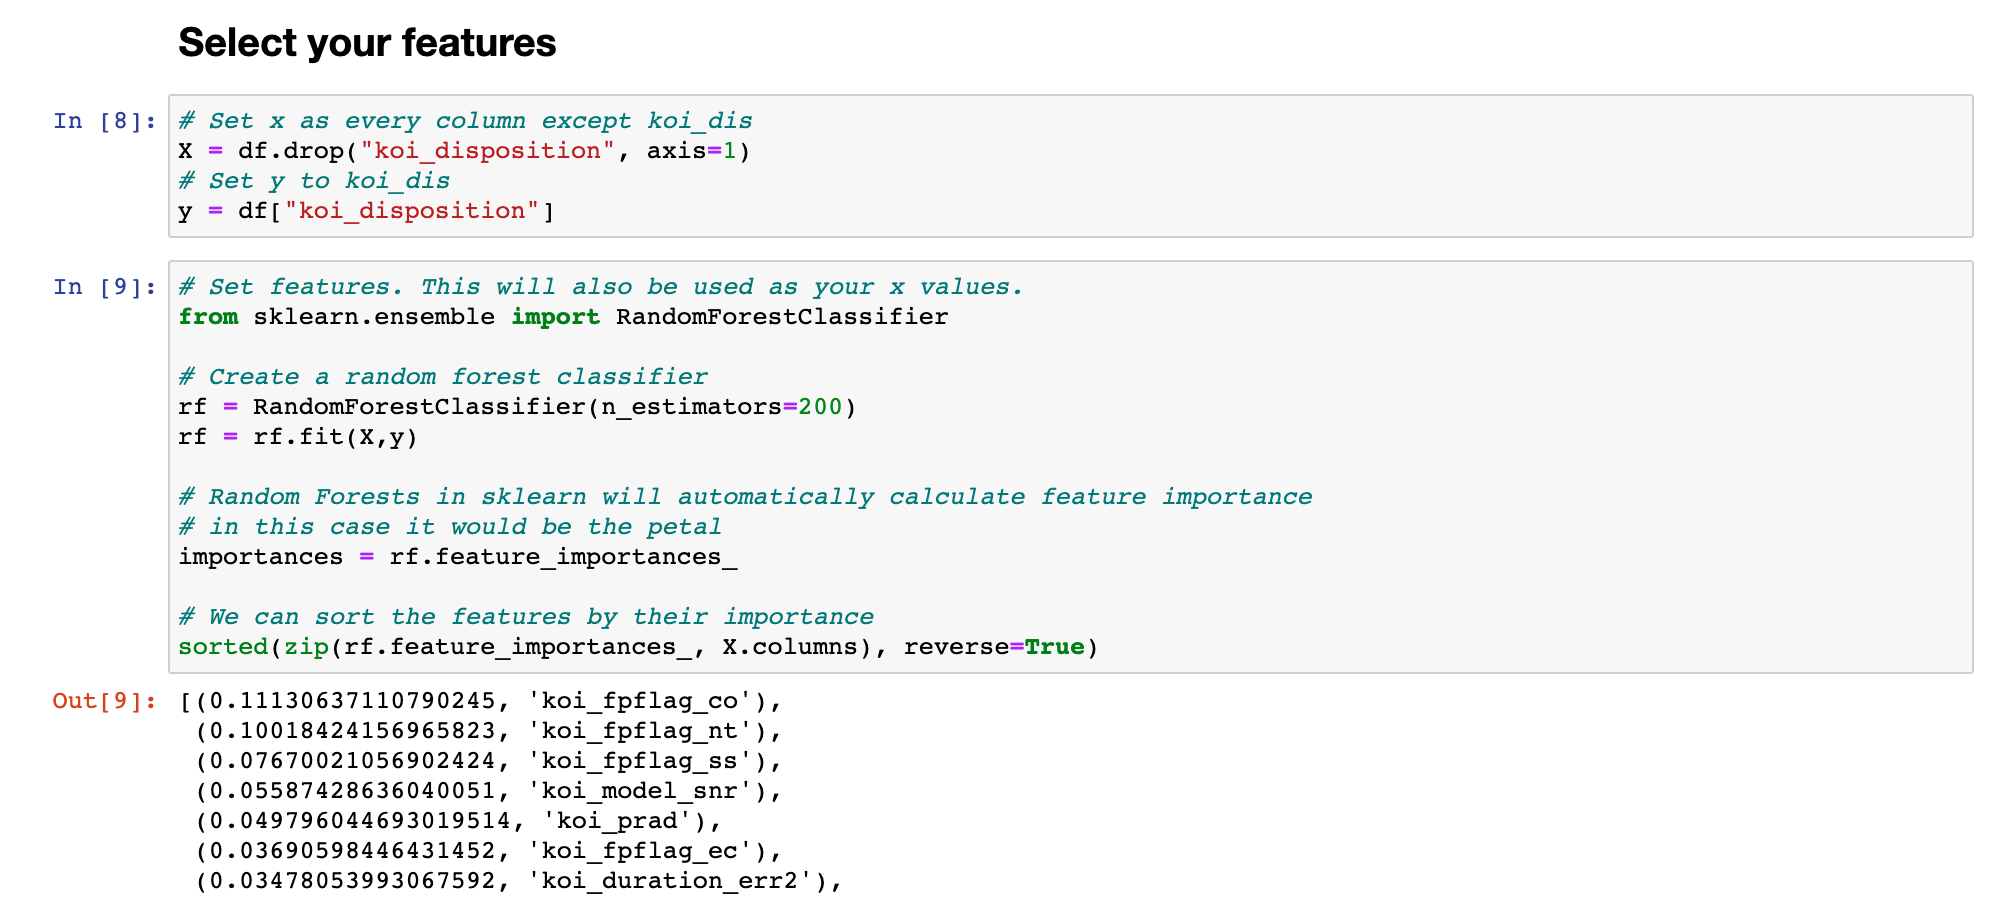 Select your features
In [8]:
# Set x as every column except koi_dis
X = df.drop("koi_disposition", axis=1)
# Set y to koi_dis
y = df["koi_disposition"]
In [9]:
# Set features. This will also be used as your x values.
from sklearn.ensemble import RandomForestClassifier
# Create a random forest classifier
rf = RandomForestClassifier(n_estimators=200)
rf = rf.fit(X,y)
# Random Forests in sklearn will automatically calculate feature importance
# in this case it would be the petal
importances = rf.feature_importances_
# We can sort the features by their importance
sorted(zip(rf.feature_importances_, X.columns), reverse=True)
Out[9]:
[(0.11130637110790245, 'koi_fpflag_co'),
(0.10018424156965823, 'koi_fpflag_nt'),
(0.07670021056902424, 'koi_fpflag_ss'),
(0.05587428636040051, 'koi_model_snr'),
(0.049796044693019514, 'koi_prad'),
(0.03690598446431452, 'koi_fpflag_ec'),
(0.03478053993067592, 'koi_duration_err2'),